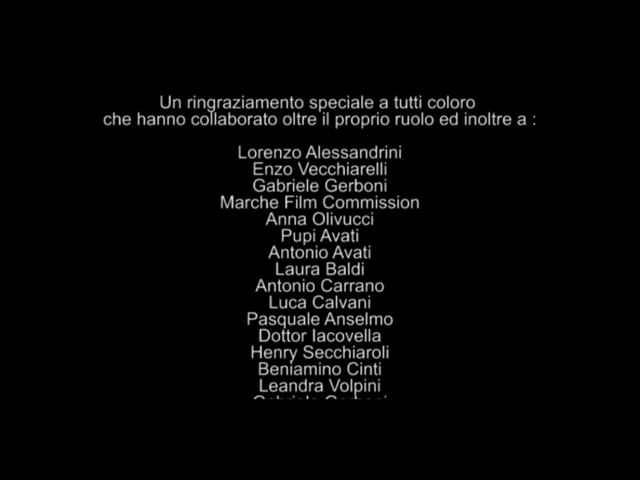 Un ringraziamento speciale a tutti coloro
che hanno collaborato oltre il proprio ruolo ed inoltre a :
Lorenzo Alessandrini
Enzo Vecchiarelli
Gabriele Gerboni
Marche Film Commission
Anna Olivucci
Pupi Avati
Antonio Avati
Laura Baldi
Antonio Carrano
Luca Calvani
Pasquale Anselmo
Dottor Iacovella
Henry Secchiaroli
Beniamino Cinti
Leandra Volpini